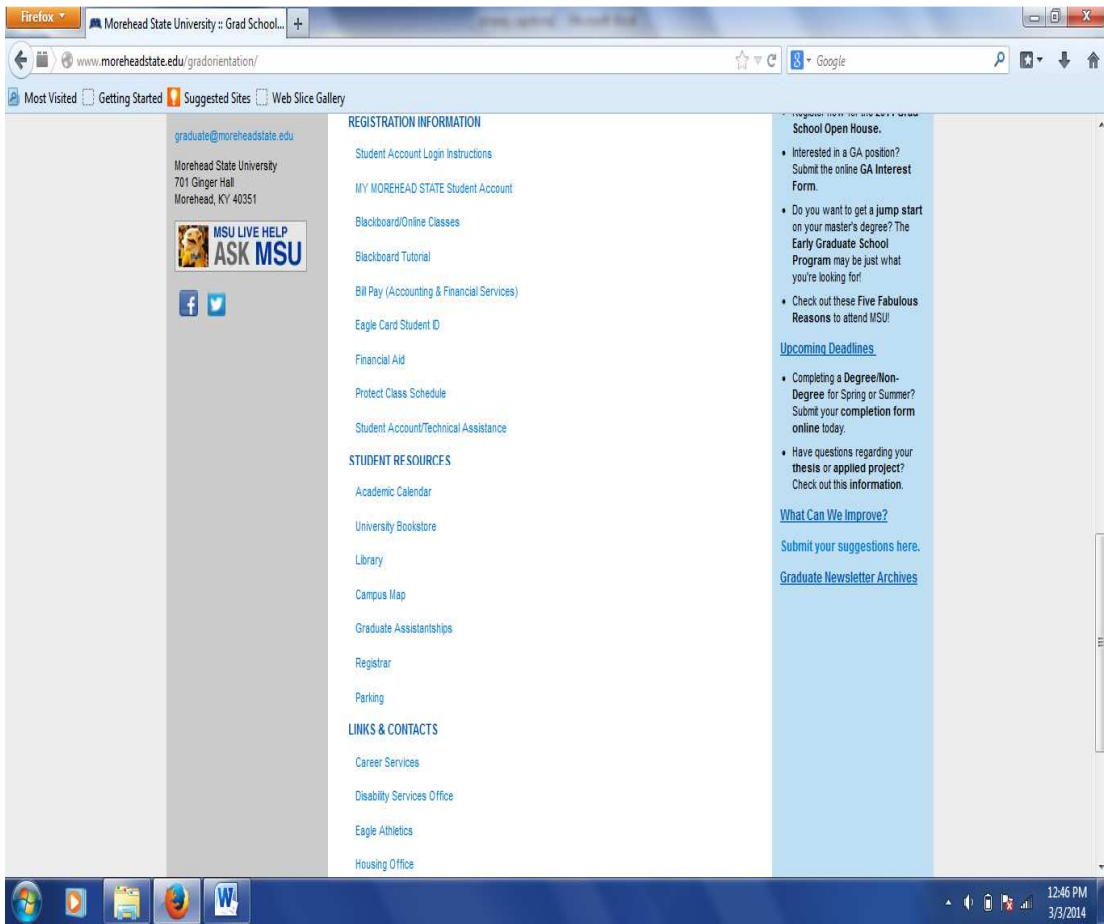 Firefox
Morehead State University :: Grad School...
www.moreheadstate.edu/gradorientation/
Google
Most Visited
Getting Started
Suggested Sites
Web Slice Gallery
graduate@moreheadstate.edu
Morehead State University
701 Ginger Hall
Morehead, KY 40351
MSU LIVE HELP
ASK MSU
REGISTRATION INFORMATION
Student Account Login Instructions
MY MOREHEAD STATE Student Account
Blackboard/Online Classes
Blackboard Tutorial
Bill Pay (Accounting & Financial Services)
Eagle Card Student ID
Financial Aid
Protect Class Schedule
Student Account/Technical Assistance
STUDENT RESOURCES
Academic Calendar
University Bookstore
Library
Campus Map
Graduate Assistantships
Registrar
Parking
LINKS & CONTACTS
Career Services
Disability Services Office
Eagle Athletics
Housing Office
School Open House.
• Interested in a GA position?
Submit the online GA Interest
Form.
• Do you want to get a jump start
on your master's degree? The
Early Graduate School
Program may be just what
you're looking for!
• Check out these Five Fabulous
Reasons to attend MSU!
Upcoming Deadlines
• Completing a Degree/Non-
Degree for Spring or Summer?
Submit your completion form
online today.
• Have questions regarding your
thesis or applied project?
Check out this information.
What Can We Improve?
Submit your suggestions here.
Graduate Newsletter Archives
12:46 PM
3/3/2014